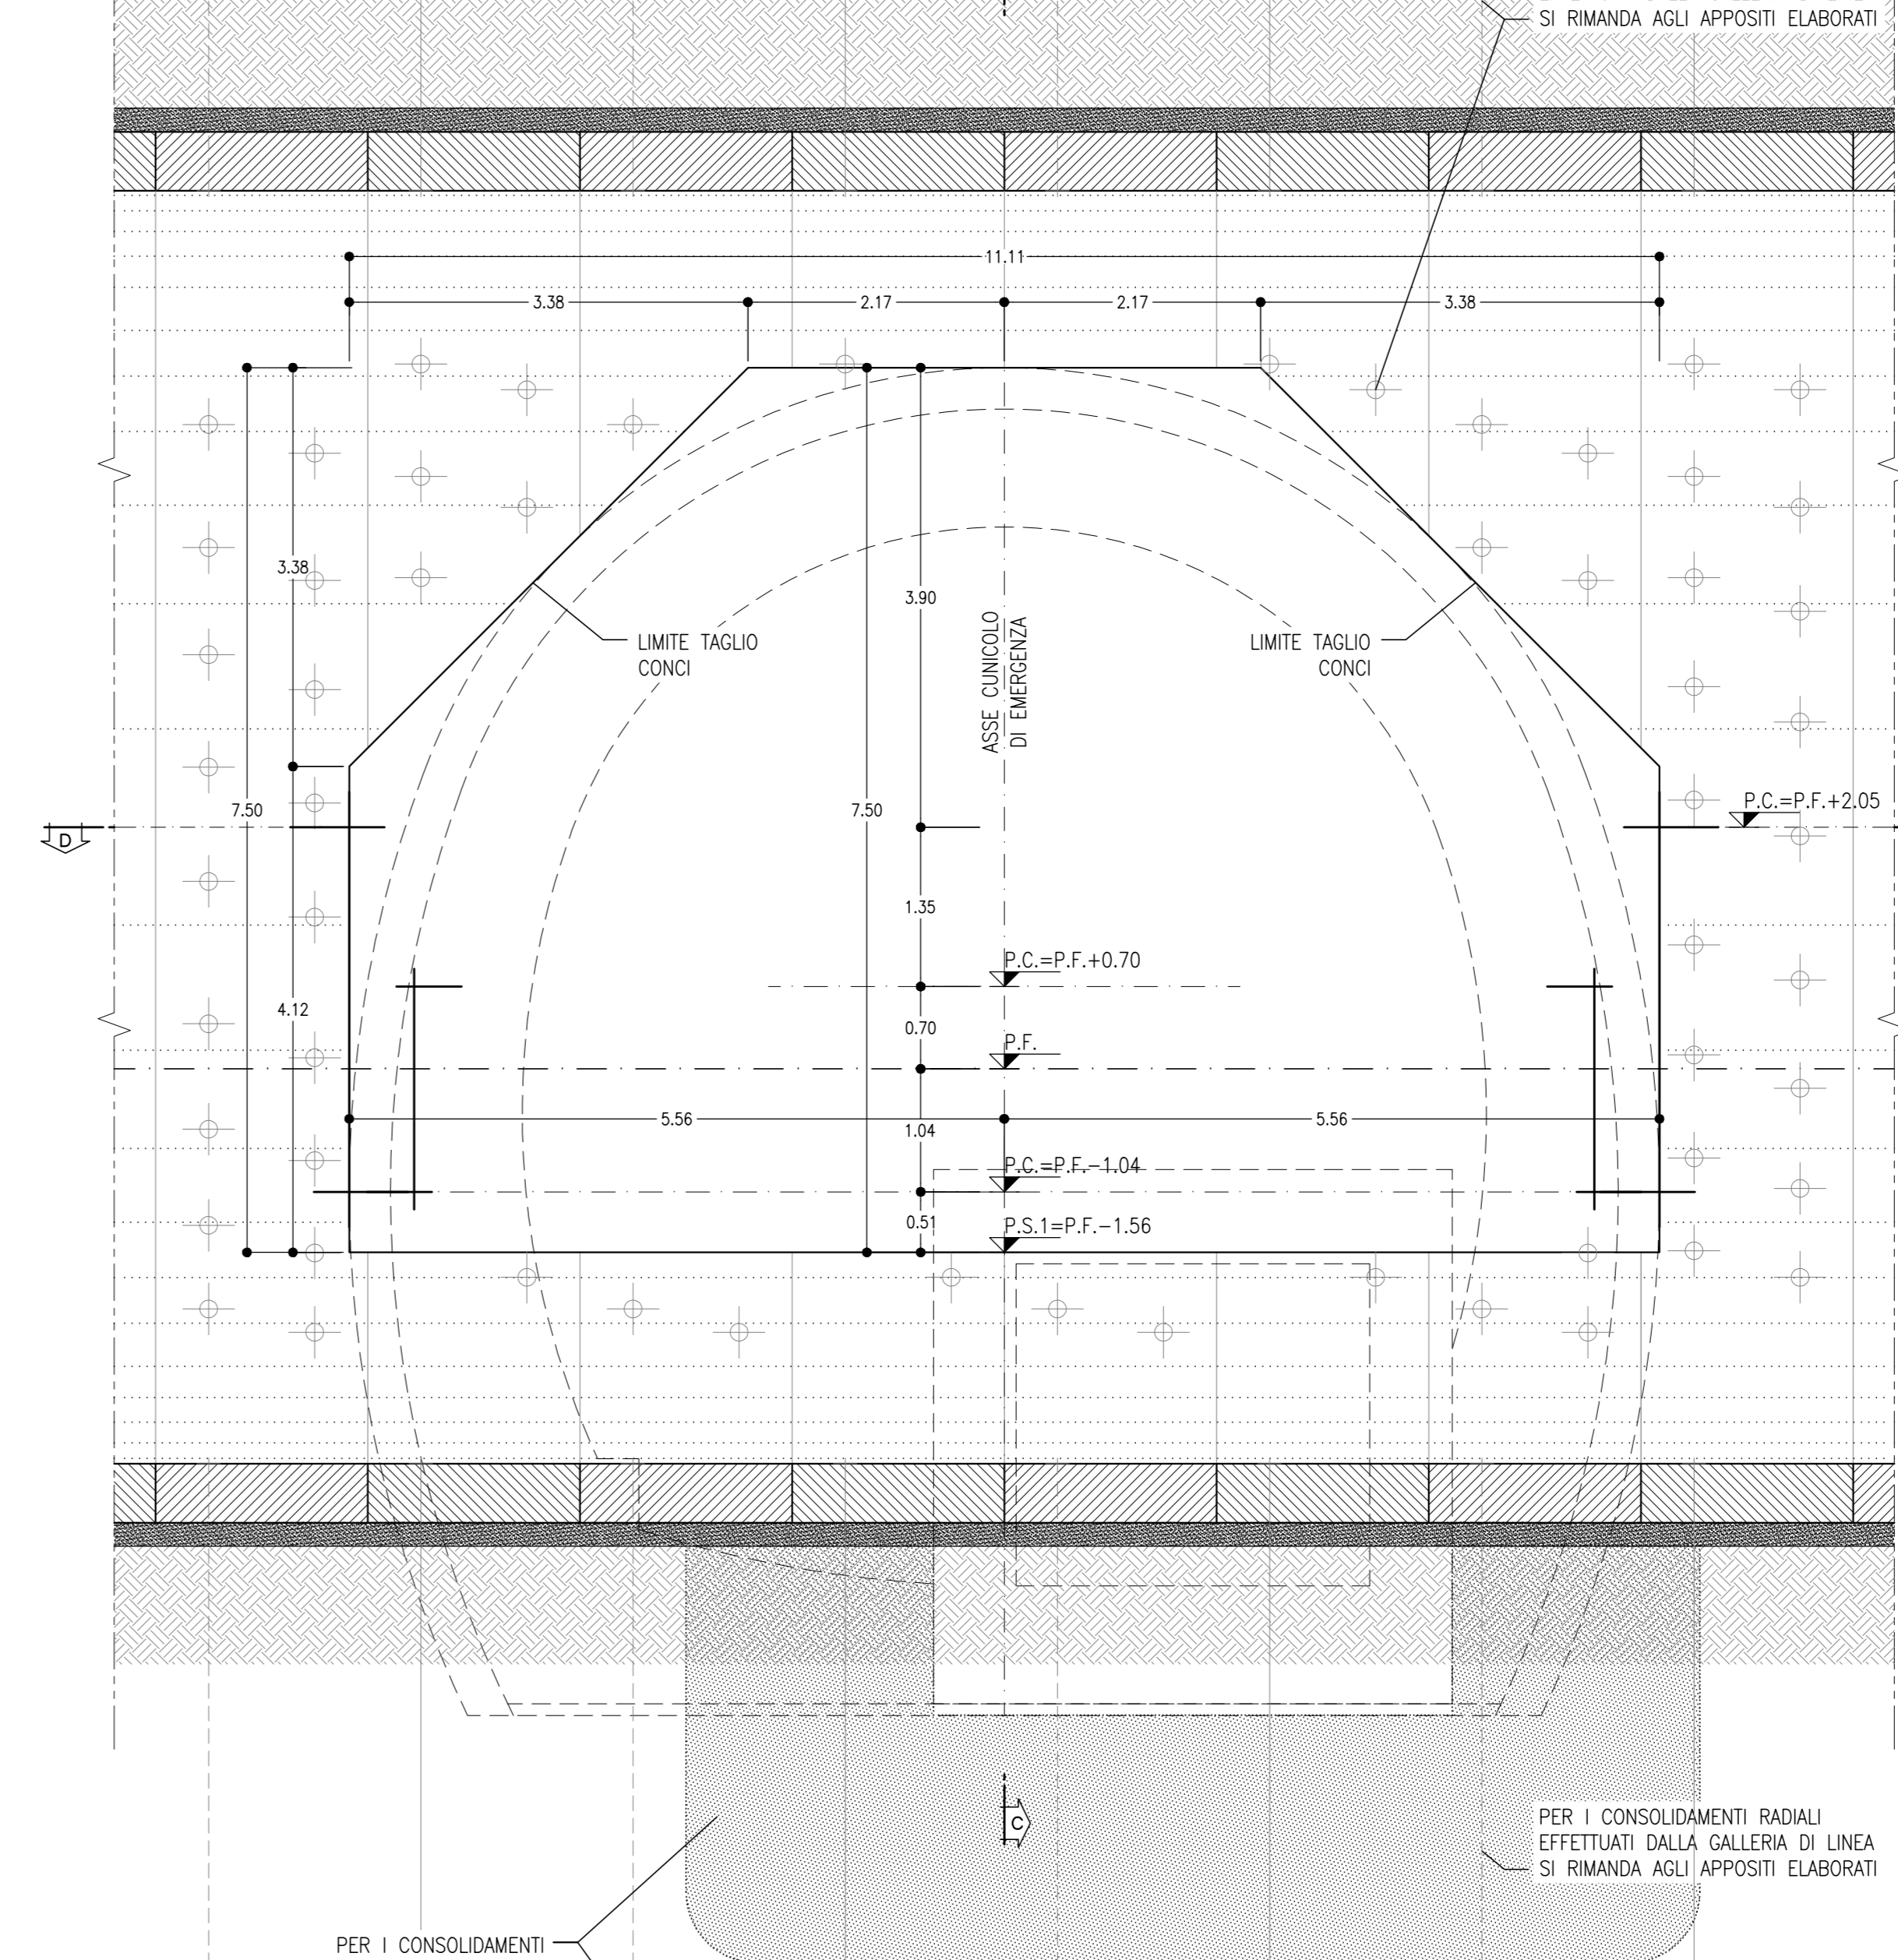 SI RIMANDA AGLI APPOSITI ELABORATI
11.11
3.38
2.17
2.17
3.38
3.38
3.90
LIMITE TAGLIO
CONCI
ASSE CUNICOLO
DI EMERGENZA
LIMITE TAGLIO
CONCI
7.50
7.50
P.C.=P.F.+2.05
D
1.35
P.C.=P.F.+0.70
4.12
0.70
P.F.
5.56
5.56
1.04
P.C.=P.F.-1.04
0.51
P.S.1=P.F.-1.56
C
PER I CONSOLIDAMENTI RADIALI
EFFETTUATI DALLA GALLERIA DI LINEA
SI RIMANDA AGLI APPOSITI ELABORATI
PER I CONSOLIDAMENTI